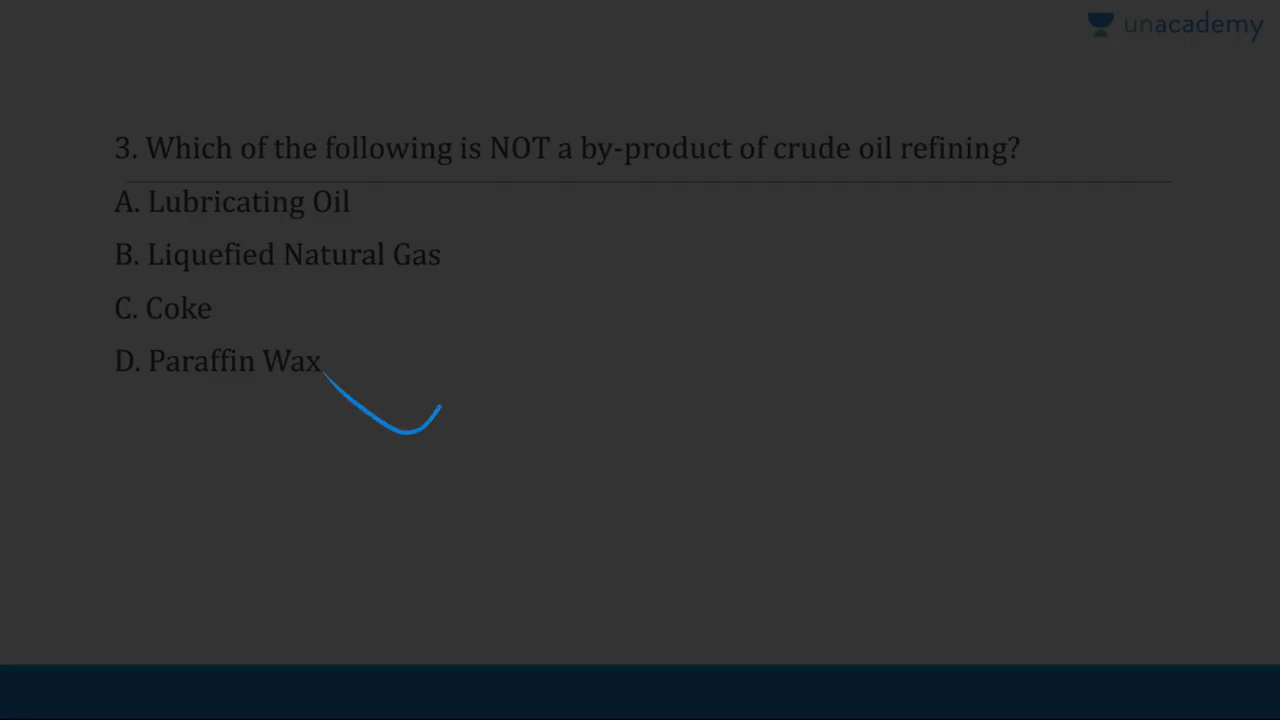 unacademy
3. Which of the following is NOT a by-product of crude oil refining?
A. Lubricating Oil
B. Liquefied Natural Gas
C. Coke
D. Paraffin Wax